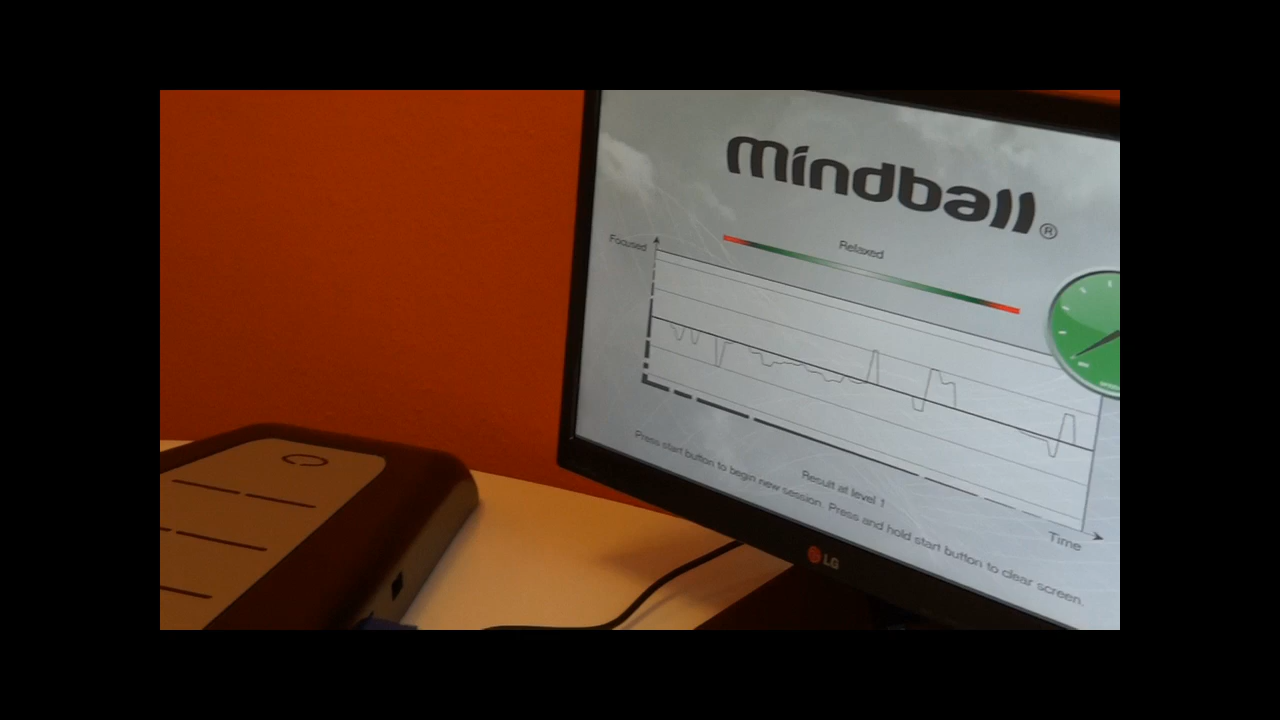 mindball®
Relaxed
Focused
Result at level 1
Time
Press start button to begin new session. Press and hold start button to clear screen.
LG